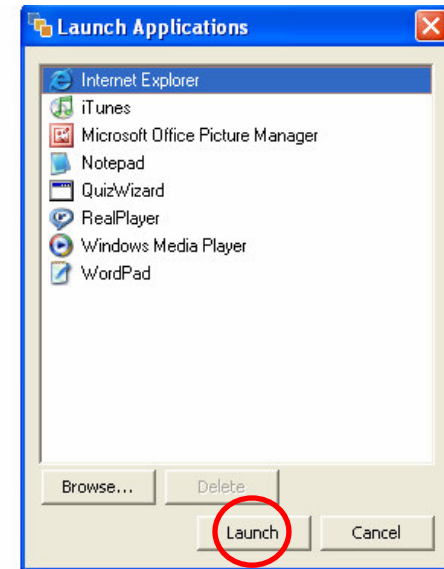 Launch Applications
Internet Explorer
iTunes
Microsoft Office Picture Manager
Notepad
QuizWizard
RealPlayer
Windows Media Player
WordPad
Browse... Delete
Launch Cancel